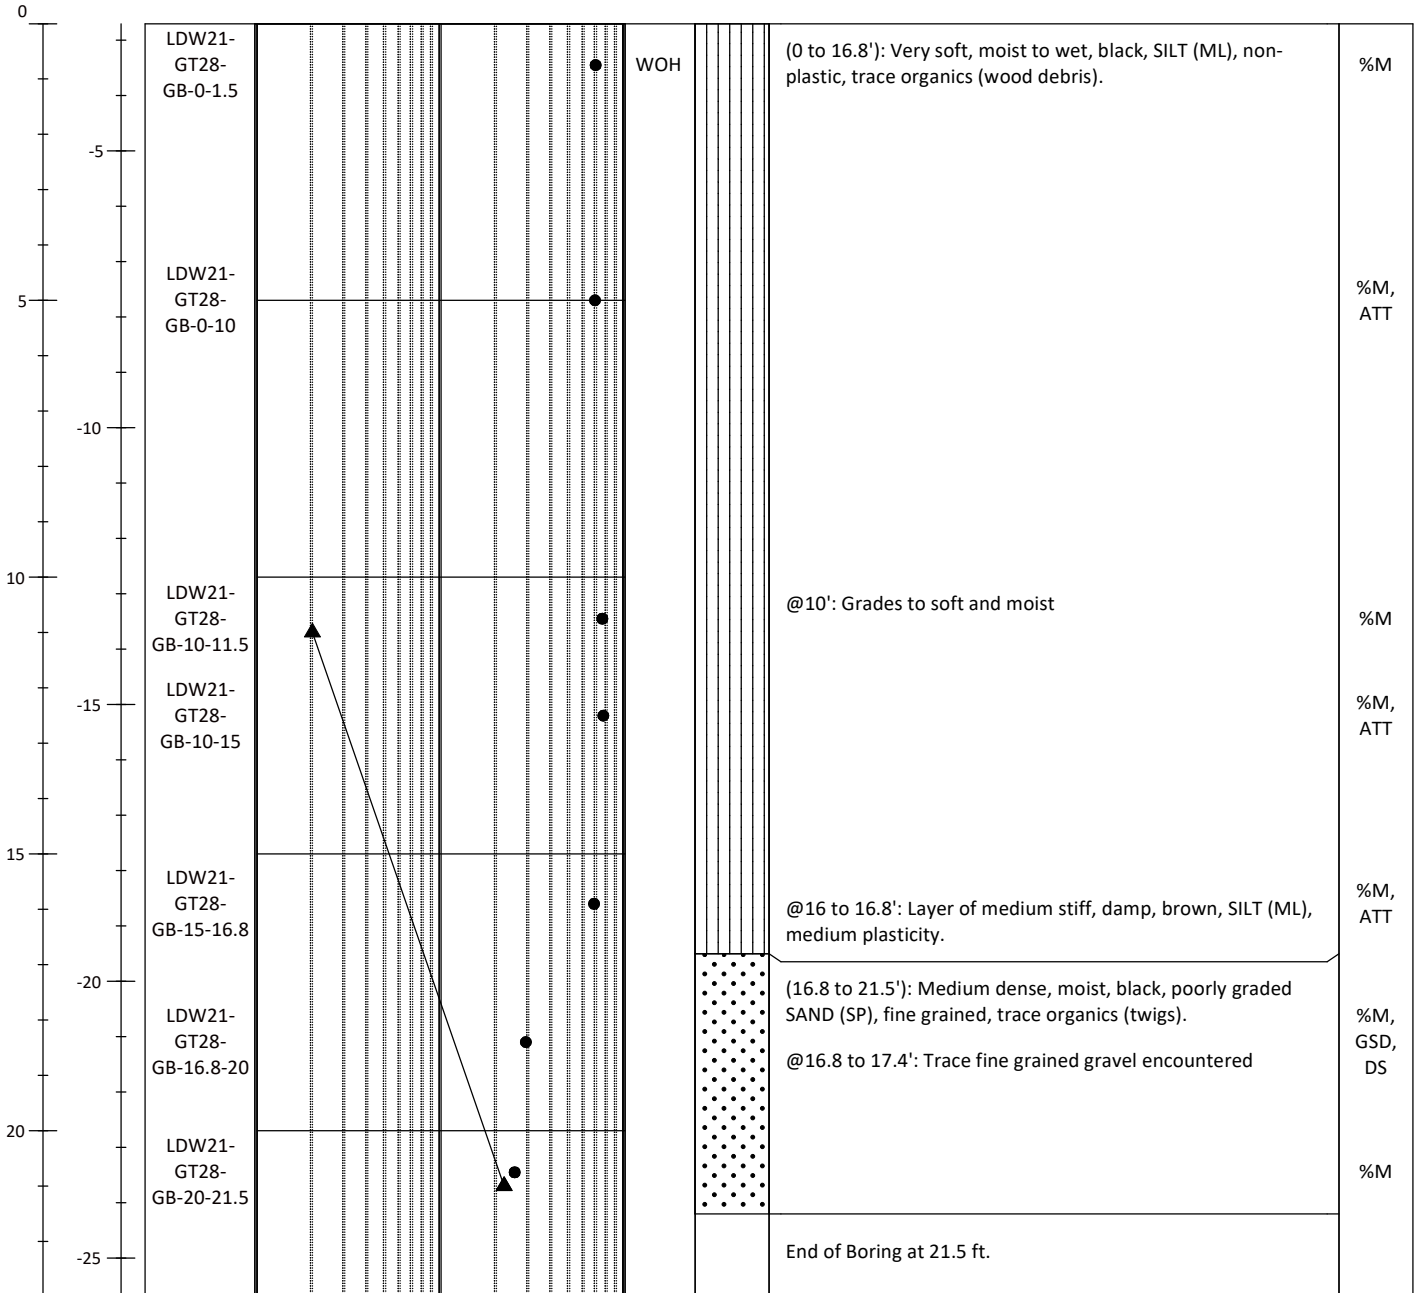 0
LDW21-
GT28-
GB-0-1.5
WOH
(0 to 16.8'): Very soft, moist to wet, black, SILT (ML), non-
plastic, trace organics (wood debris).
%M
-5
5
LDW21-
GT28-
GB-0-10
%M,
ATT
-10
10
LDW21-
GT28-
GB-10-11.5
@10': Grades to soft and moist
%M
-15
LDW21-
GT28-
GB-10-15
%M,
ATT
15
LDW21-
GT28-
GB-15-16.8
@16 to 16.8': Layer of medium stiff, damp, brown, SILT (ML),
medium plasticity.
%M,
ATT
-20
LDW21-
GT28-
GB-16.8-20
(16.8 to 21.5'): Medium dense, moist, black, poorly graded
SAND (SP), fine grained, trace organics (twigs).
@16.8 to 17.4': Trace fine grained gravel encountered
%M,
GSD,
DS
20
LDW21-
GT28-
GB-20-21.5
%M
-25
End of Boring at 21.5 ft.